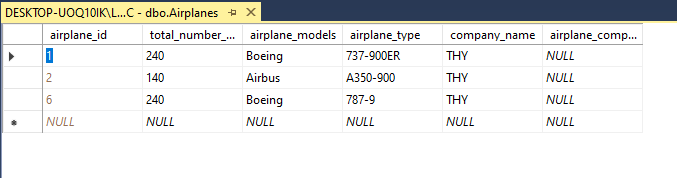 DESKTOP-UOQ10IK\L...C - dbo.Airplanes
airplane_id total_number_... airplane_models airplane_type company_name airplane_comp...
1 240 Boeing 737-900ER THY NULL
2 140 Airbus A350-900 THY NULL
6 240 Boeing 787-9 THY NULL
NULL NULL NULL NULL NULL NULL